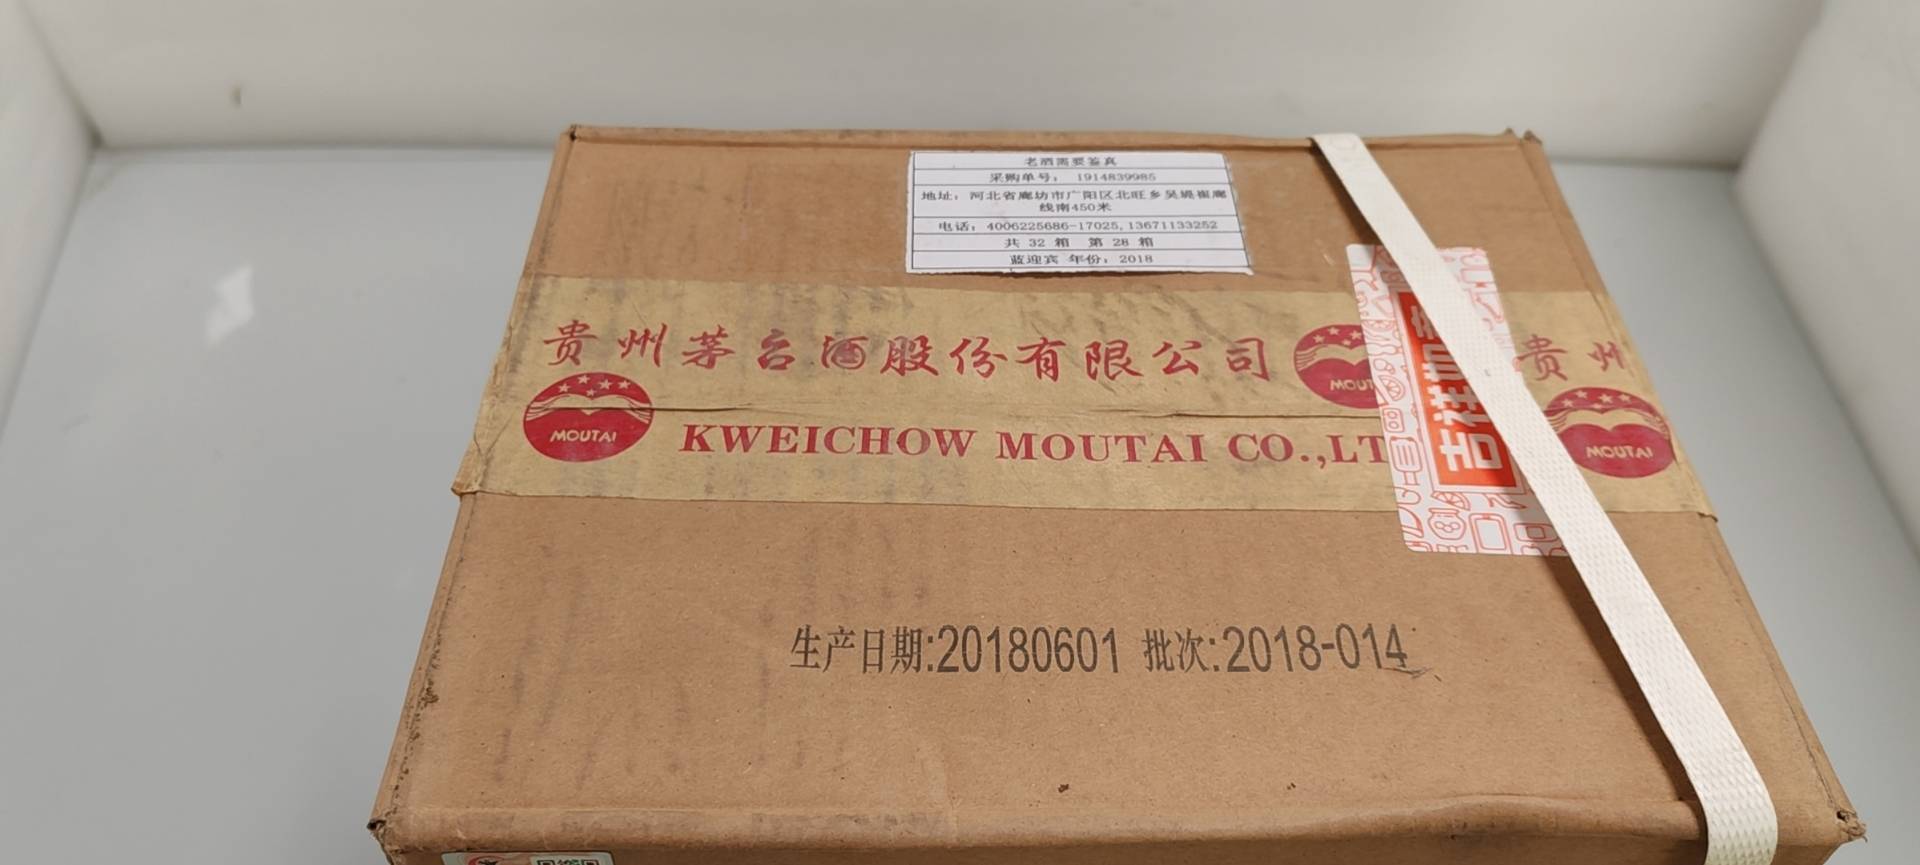 老酒需要鉴真
采购单号： 1914839985
地址：河北省廊坊市广阳区北旺乡吴堤崔廊
线南450米
电话：4006225686-17025,13671133252
共 32 箱 第 28 箱
蓝迎宾 年份：2018
贵州茅台酒股份有限公司
贵州
MOUTAI
KWEICHOW MOUTAI CO.,LT
MOUT
MOUTAI
吉祥如
生产日期:20180601 批次:2018-014